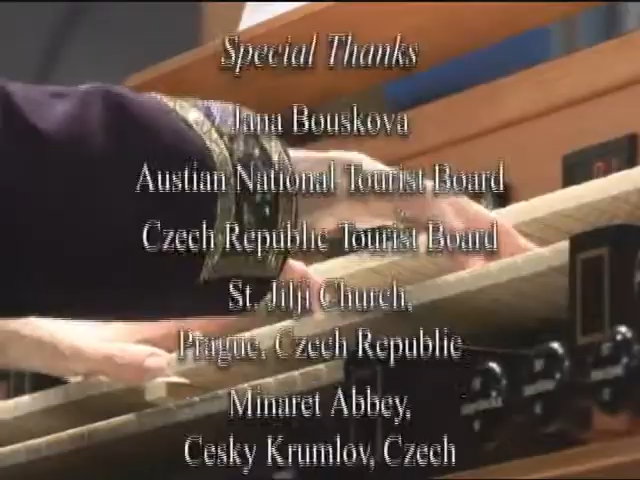 Special Thanks
Jana Bouskova
Austian National Tourist Board
Czech Republic Tourist Board
St. Jilji Church,
Prague, Czech Republic
Minaret Abbey,
Cesky Krumlov, Czech